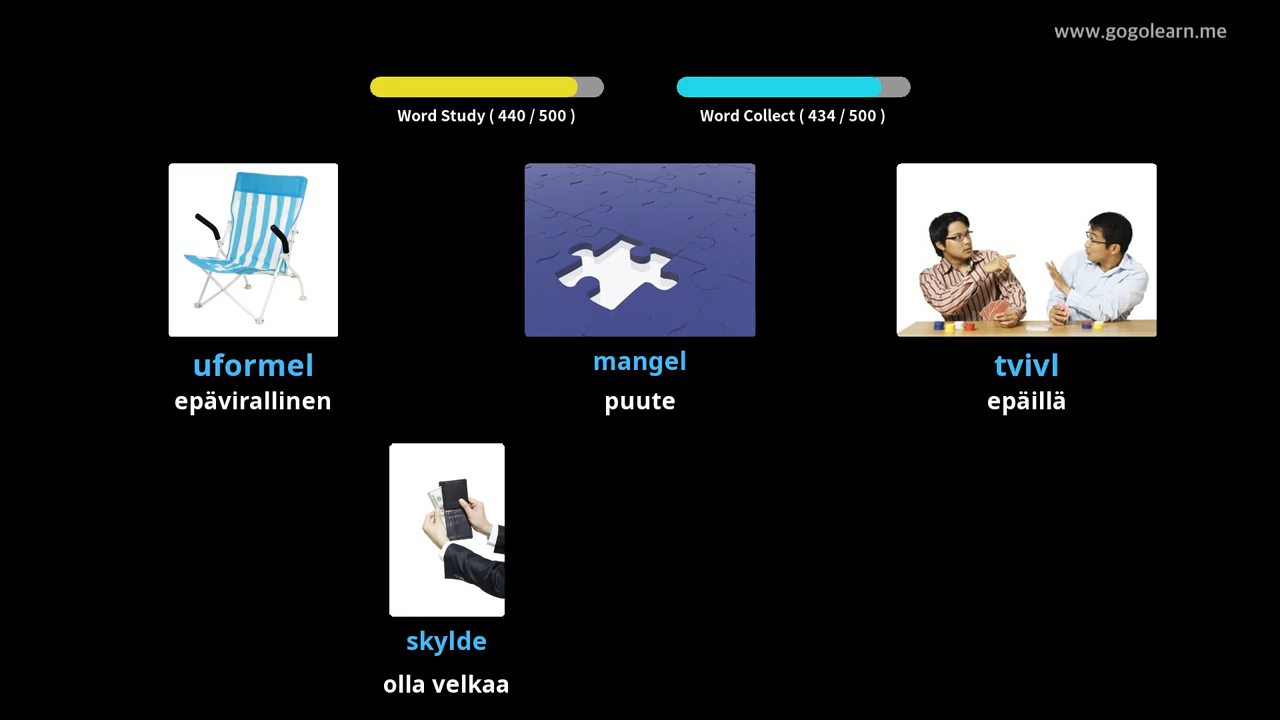 www.gogolearn.me
Word Study ( 440 / 500 )
Word Collect ( 434 / 500 )
uformel
epävirallinen
mangel
puute
tvivl
epäillä
skylde
olla velkaa